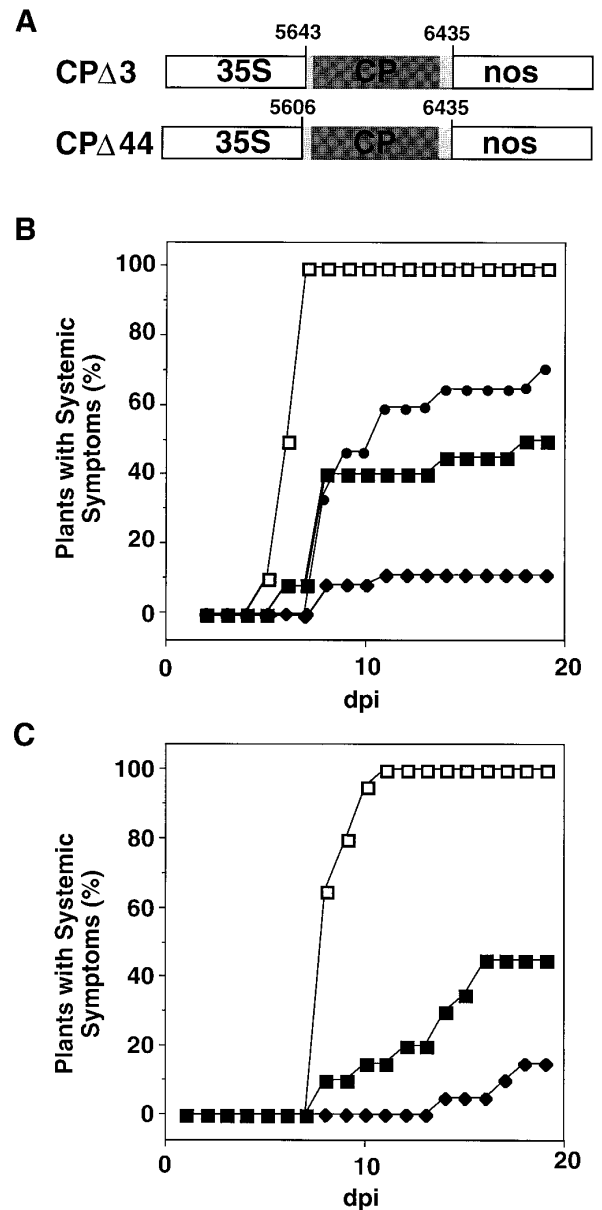 A
5643 6435
CPΔ3 35S CP nos
5606 6435
CPΔ44 35S CP nos
B
100
80
60
40
20
0
Plants with Systemic
Symptoms (%)
0 10 20
dpi
C
100
80
60
40
20
0
Plants with Systemic
Symptoms (%)
0 10 20
dpi